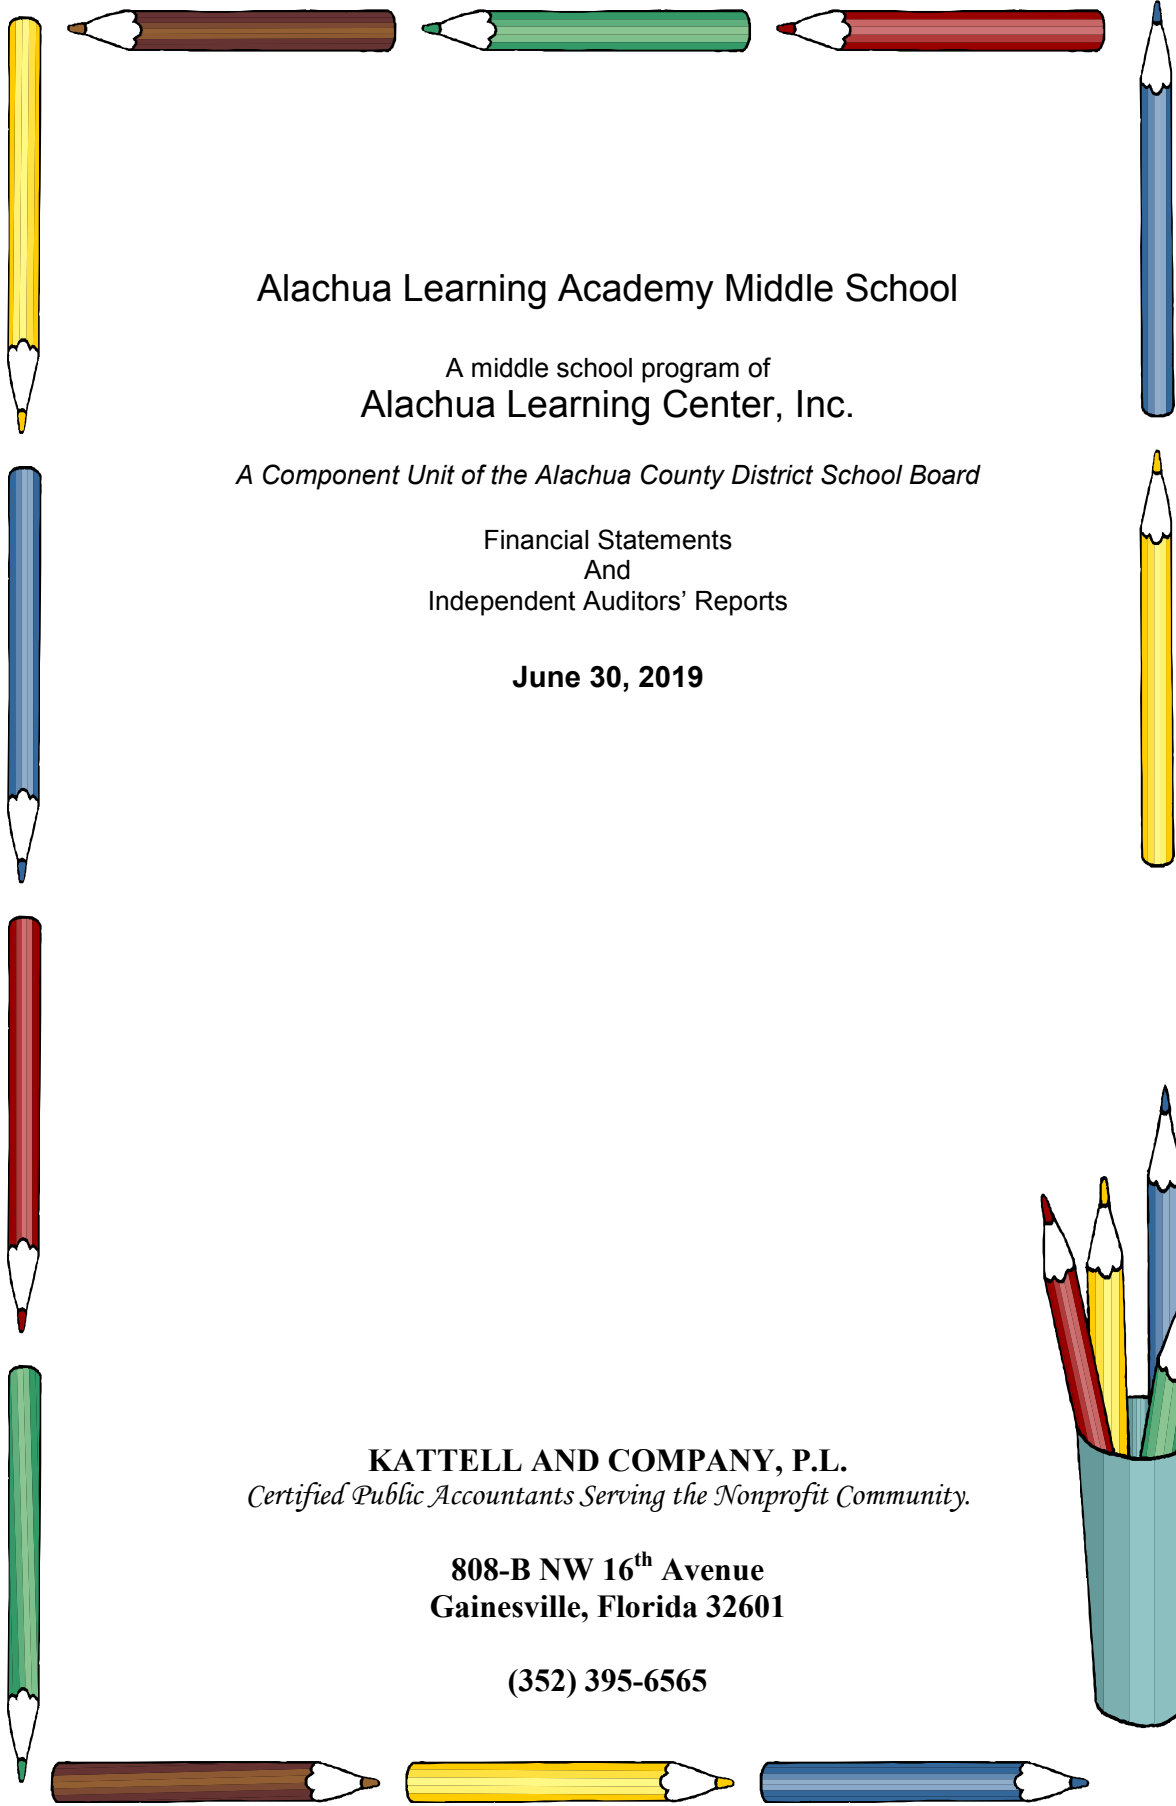 Alachua Learning Academy Middle School
A middle school program of
Alachua Learning Center, Inc.
A Component Unit of the Alachua County District School Board
Financial Statements
And
Independent Auditors’ Reports
June 30, 2019
KATTELL AND COMPANY, P.L.
Certified Public Accountants Serving the Nonprofit Community.
808-B NW 16th Avenue
Gainesville, Florida 32601
(352) 395-6565